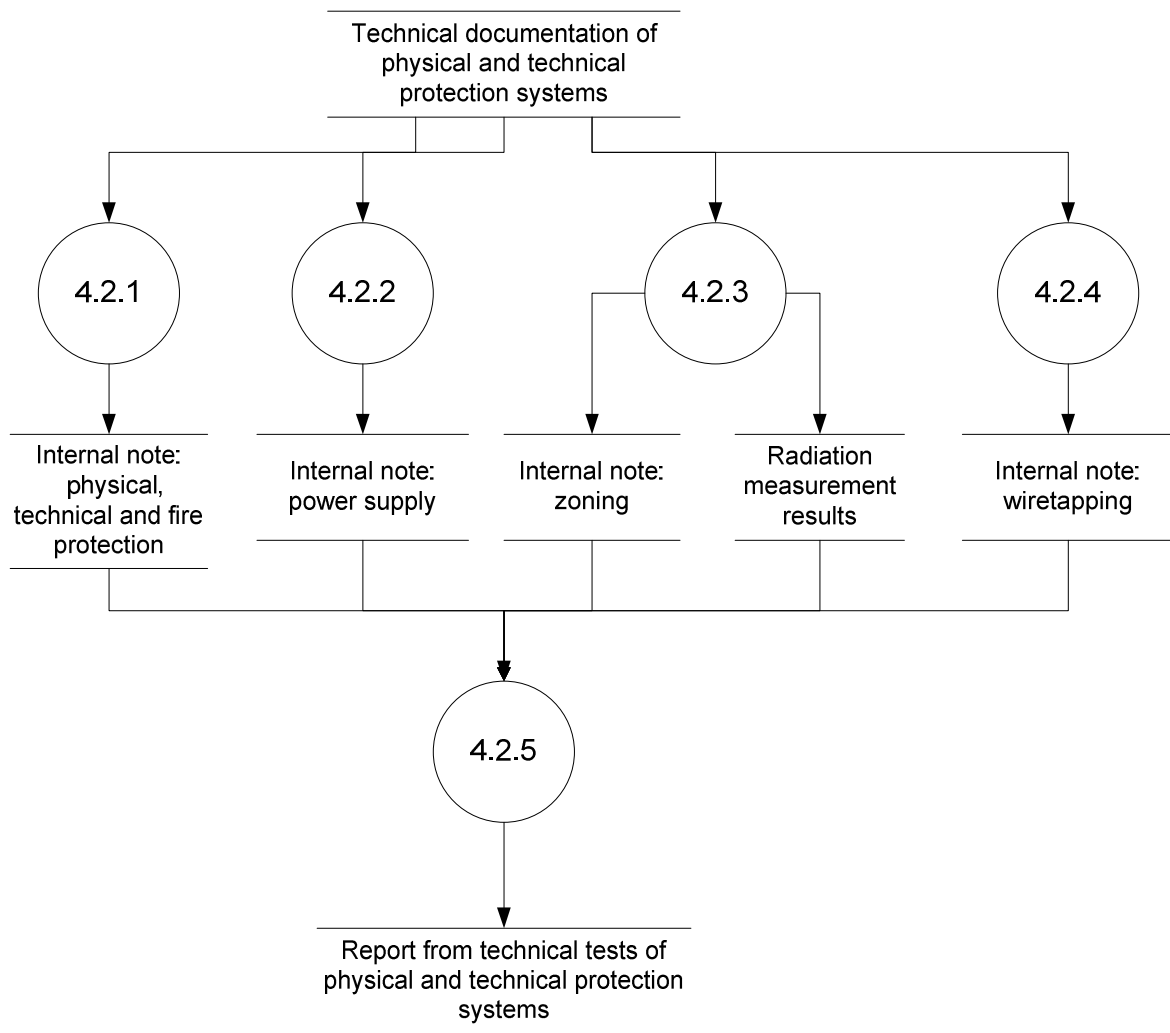 Technical documentation of
physical and technical
protection systems
4.2.1
4.2.2
4.2.3
4.2.4
Internal note:
physical,
technical and fire
protection
Internal note:
power supply
Internal note:
zoning
Radiation
measurement
results
Internal note:
wiretapping
4.2.5
Report from technical tests of
physical and technical protection
systems